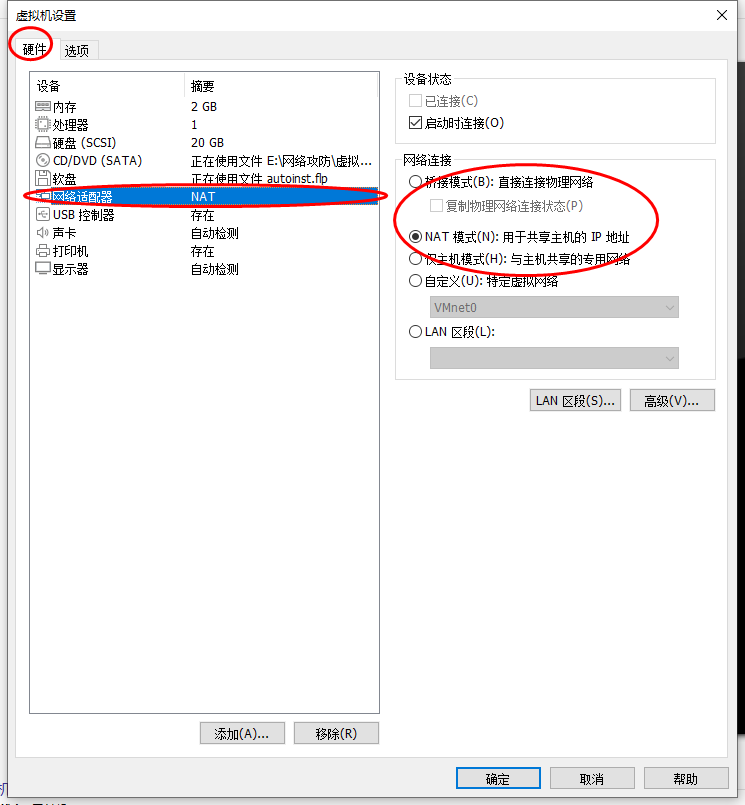 虚拟机设置
硬件 选项
设备 摘要
内存 2 GB
处理器 1
硬盘 (SCSI) 20 GB
CD/DVD (SATA) 正在使用文件 E:\网络攻防\虚拟...
软盘 正在使用文件 autoinst.flp
网络适配器 NAT
USB 控制器 存在
声卡 自动检测
打印机 存在
显示器 自动检测
添加(A)... 移除(R)
设备状态
已连接(C)
启动时连接(O)
网络连接
桥接模式(B): 直接连接物理网络
复制物理网络连接状态(P)
NAT 模式(N): 用于共享主机的 IP 地址
仅主机模式(H): 与主机共享的专用网络
自定义(U): 特定虚拟网络
VMnet0
LAN 区段(L):
LAN 区段(S)... 高级(V)...
确定 取消 帮助